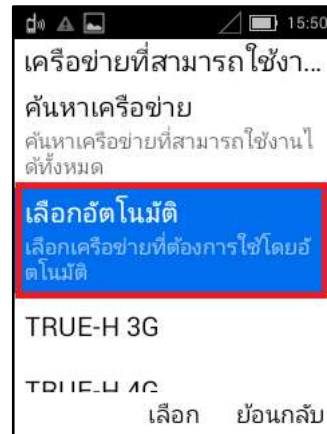 15:50
เครือข่ายที่สามารถใช้งา...
ค้นหาเครือข่าย
ค้นหาเครือข่ายที่สามารถใช้งานไ
ด้ทั้งหมด
เลือกอัตโนมัติ
เลือกเครือข่ายที่ต้องการใช้โดยอั
ตโนมัติ
TRUE-H 3G
TRUE-H 4G
เลือก ย้อนกลับ